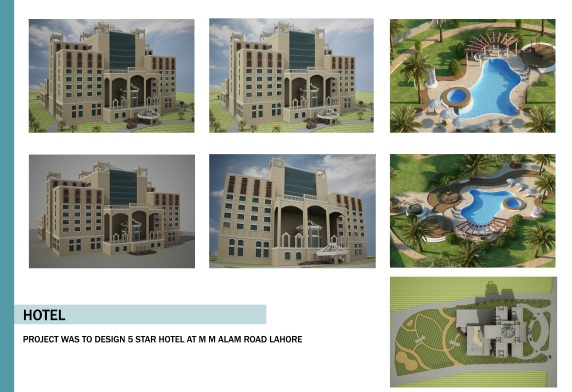 HOTEL
PROJECT WAS TO DESIGN 5 STAR HOTEL AT M M ALAM ROAD LAHORE